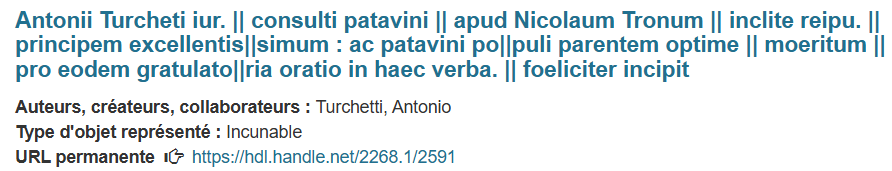 Antonii Turcheti iur. || consulti patavini || apud Nicolaum Tronum || inclite reipu. ||
principem excellentis||simum : ac patavini po||puli parentem optime || moeritum ||
pro eodem gratulato||ria oratio in haec verba. || foeliciter incipit
Auteurs, créateurs, collaborateurs : Turchetti, Antonio
Type d'objet représenté : Incunable
URL permanente https://hdl.handle.net/2268.1/2591